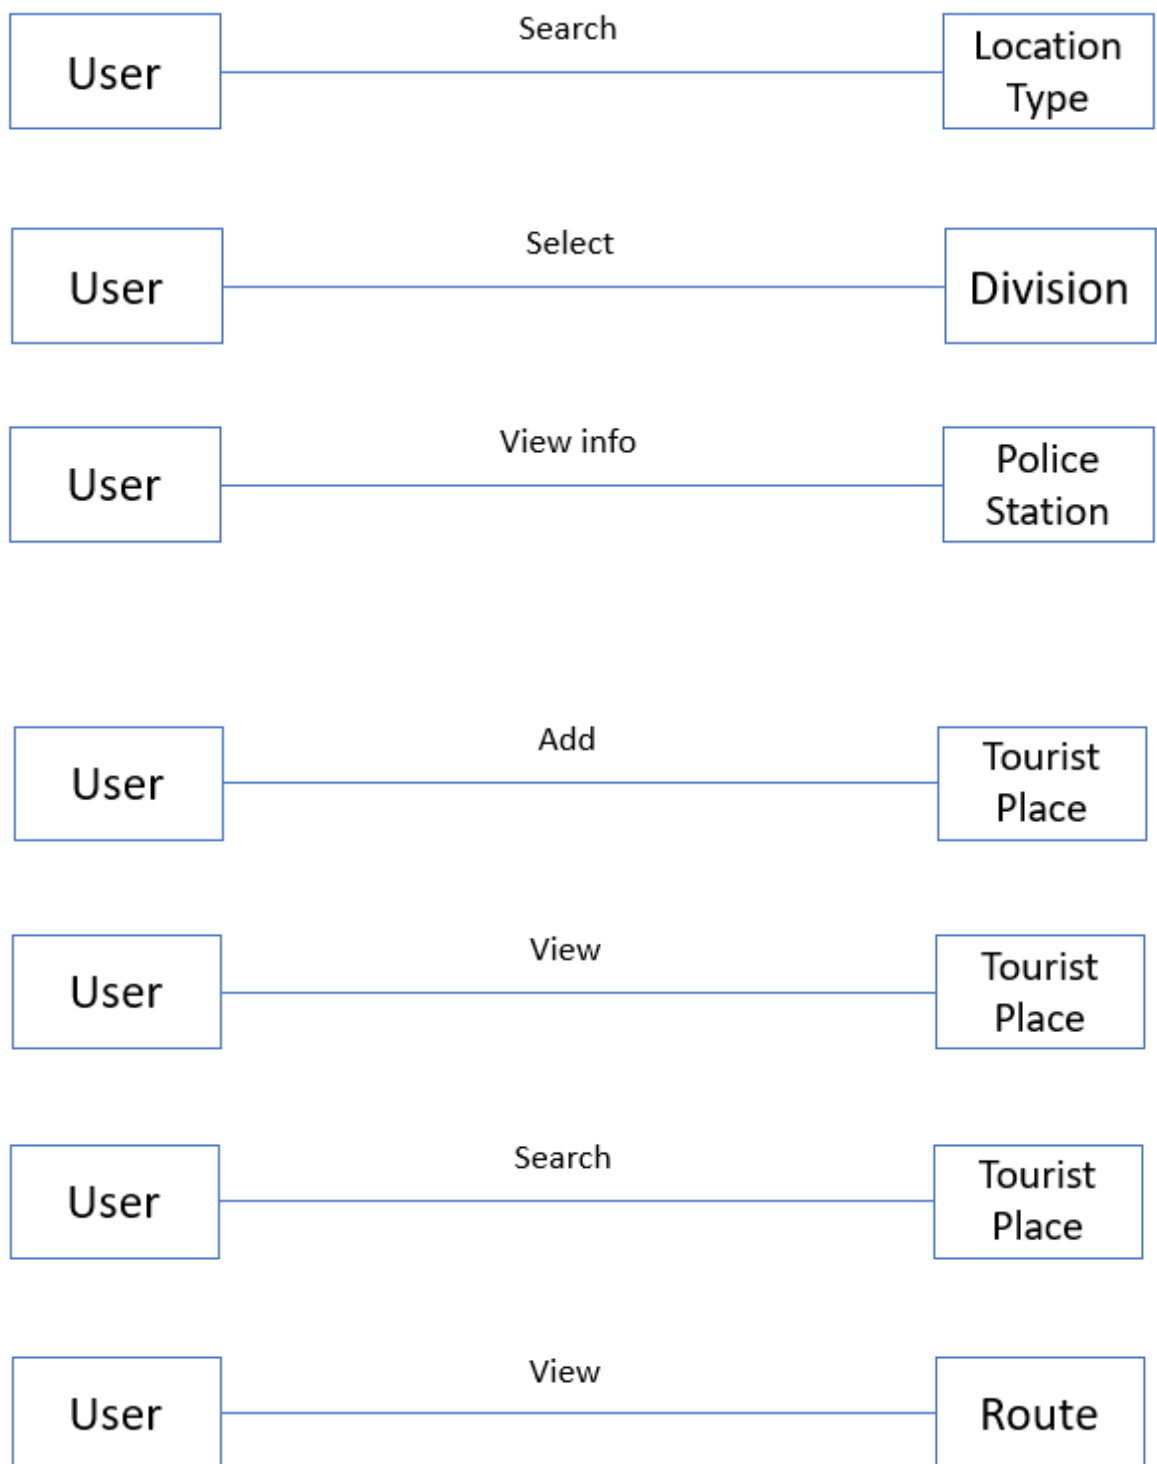 Search
User
Location
Type
Select
User
Division
View info
User
Police
Station
Add
User
Tourist
Place
View
User
Tourist
Place
Search
User
Tourist
Place
View
User
Route